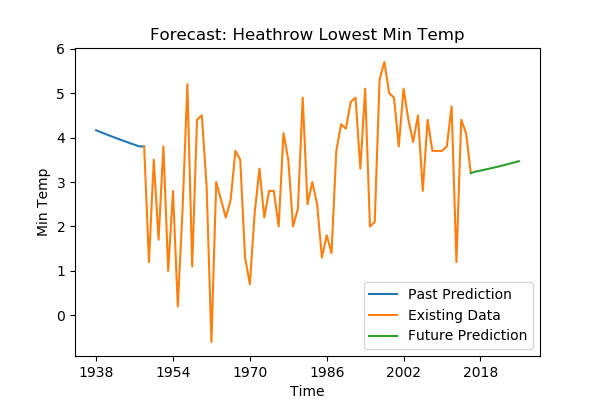 Forecast: Heathrow Lowest Min Temp
6
5
4
3
2
1
0
Min Temp
1938 1954 1970 1986 2002 2018
Time
Past Prediction
Existing Data
Future Prediction